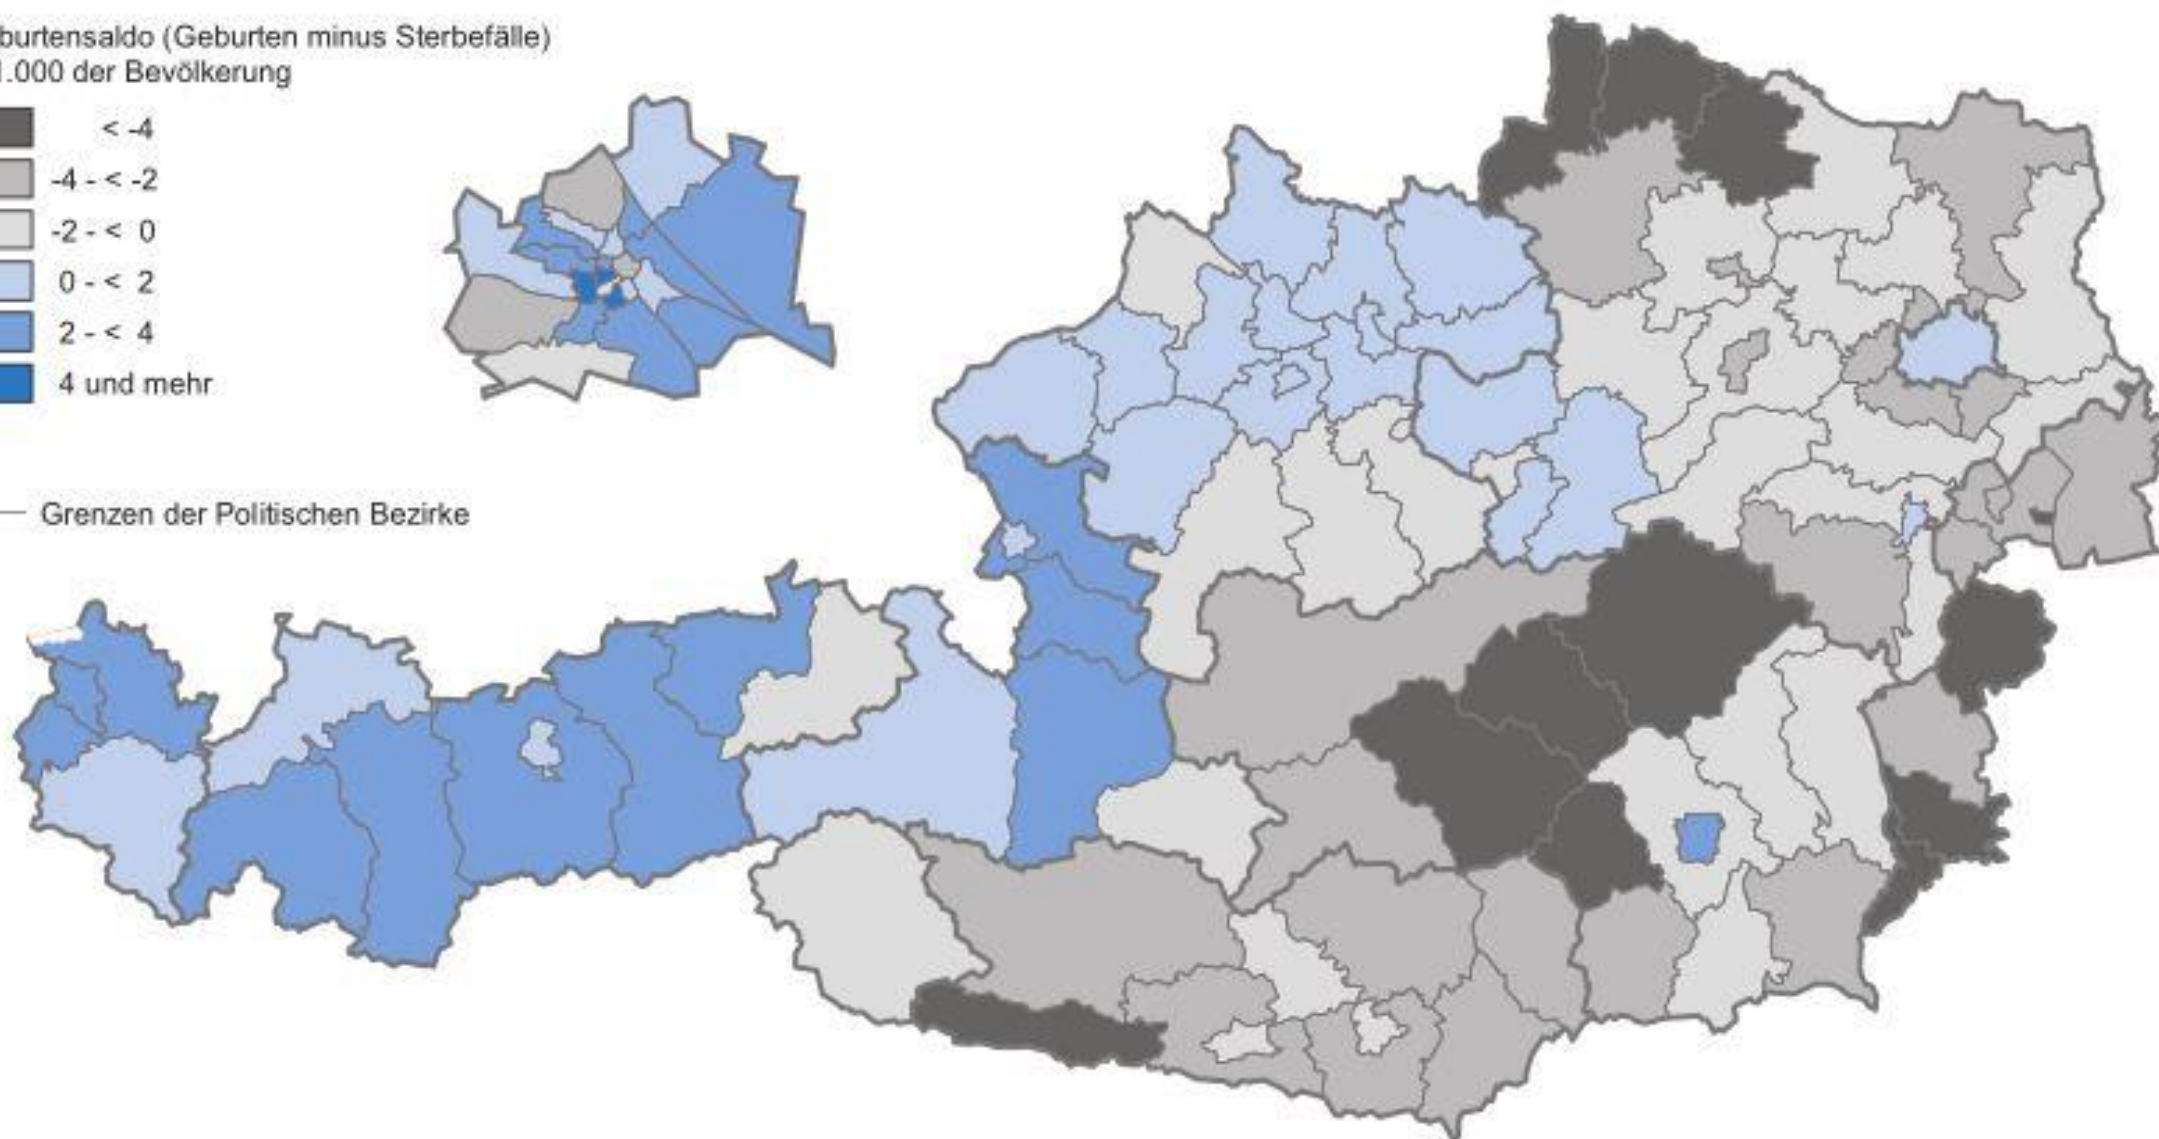 burtensaldo (Geburten minus Sterbefälle)
1.000 der Bevölkerung
< -4
-4 - < -2
-2 - < 0
0 - < 2
2 - < 4
4 und mehr
Grenzen der Politischen Bezirke